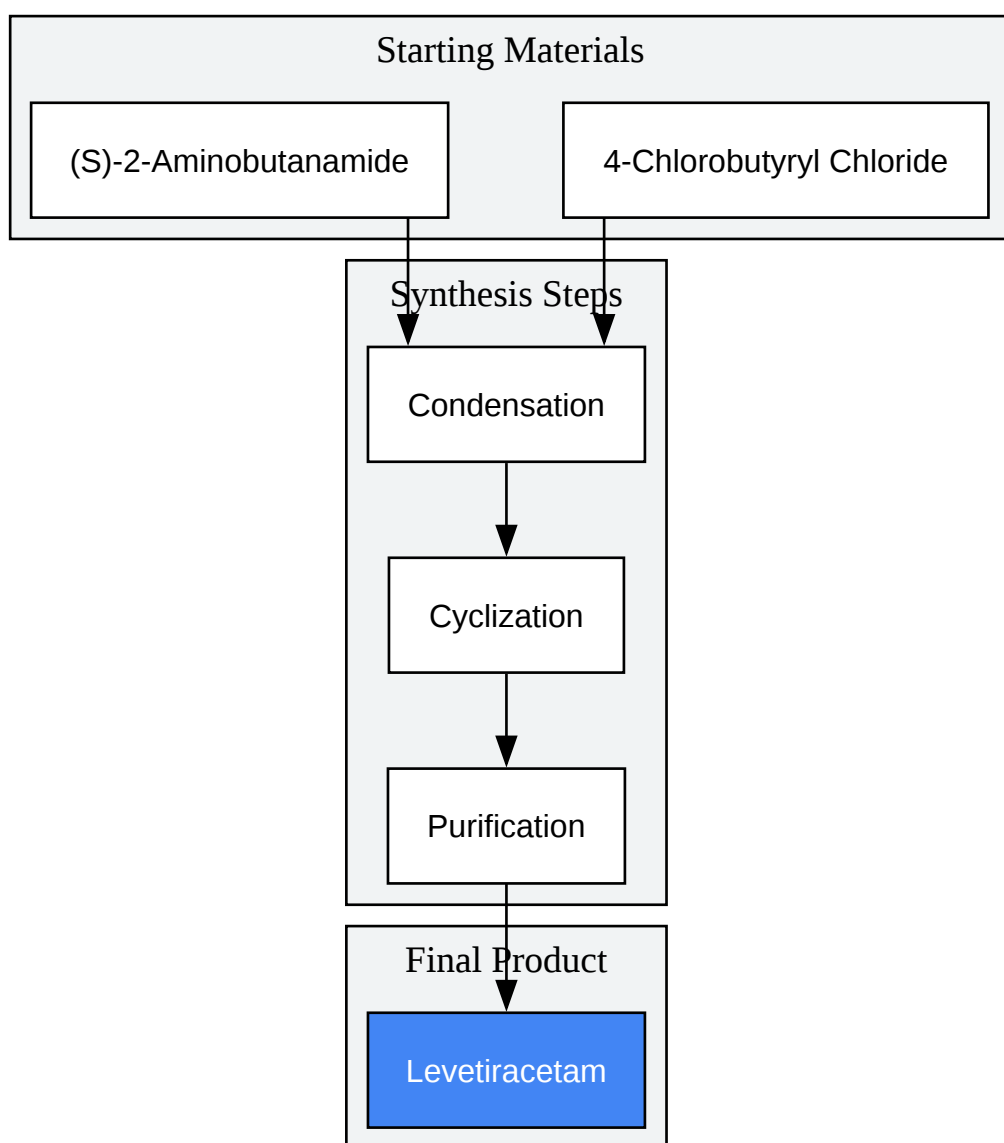 Starting Materials
(S)-2-Aminobutanamide
4-Chlorobutyryl Chloride
Synthesis Steps
Condensation
Cyclization
Purification
Final Product
Levetiracetam